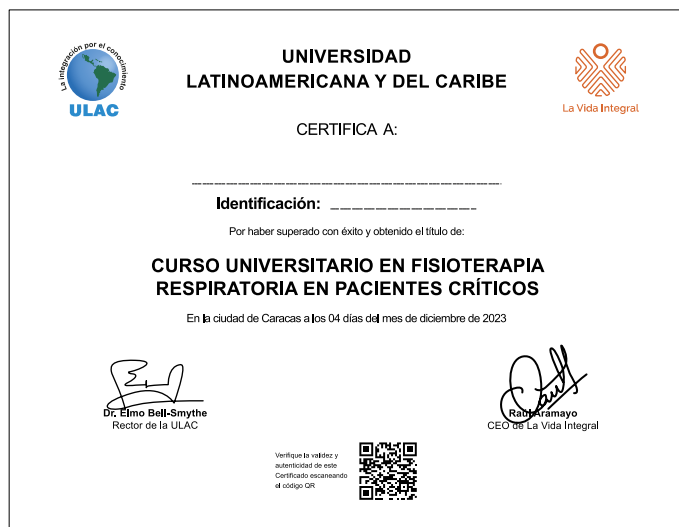 La integración por el conocimiento
ULAC
UNIVERSIDAD
LATINOAMERICANA Y DEL CARIBE
La Vida Integral
CERTIFICA A:
Identificación:
Por haber superado con éxito y obtenido el título de:
CURSO UNIVERSITARIO EN FISIOTERAPIA
RESPIRATORIA EN PACIENTES CRÍTICOS
En la ciudad de Caracas a los 04 días del mes de diciembre de 2023
Dr. Elmo Bell-Smythe
Rector de la ULAC
Raúl Aramayo
CEO de La Vida Integral
Verifique la validez y
autenticidad de este
Certificado escaneando
el código QR